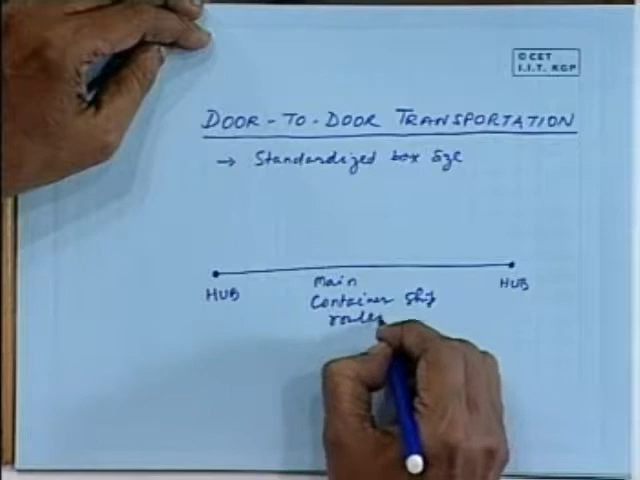 © CET
I.I.T. KGP
DOOR-TO-DOOR TRANSPORTATION
→ Standardized box size
Main
HUB Container ship HUB
routes